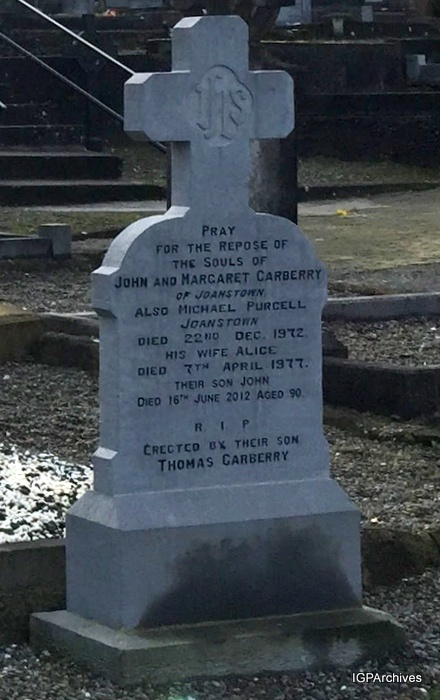 IHS
PRAY
FOR THE REPOSE OF
THE SOULS OF
JOHN AND MARGARET CARBERRY
OF JOANSTOWN
ALSO MICHAEL PURCELL
JOANSTOWN
DIED 22ND DEC. 1972.
HIS WIFE ALICE
DIED 7TH APRIL 1977.
THEIR SON JOHN
DIED 16TH JUNE 2012 AGED 90.
R I P
ERECTED BY THEIR SON
THOMAS CARBERRY
IGPArchives